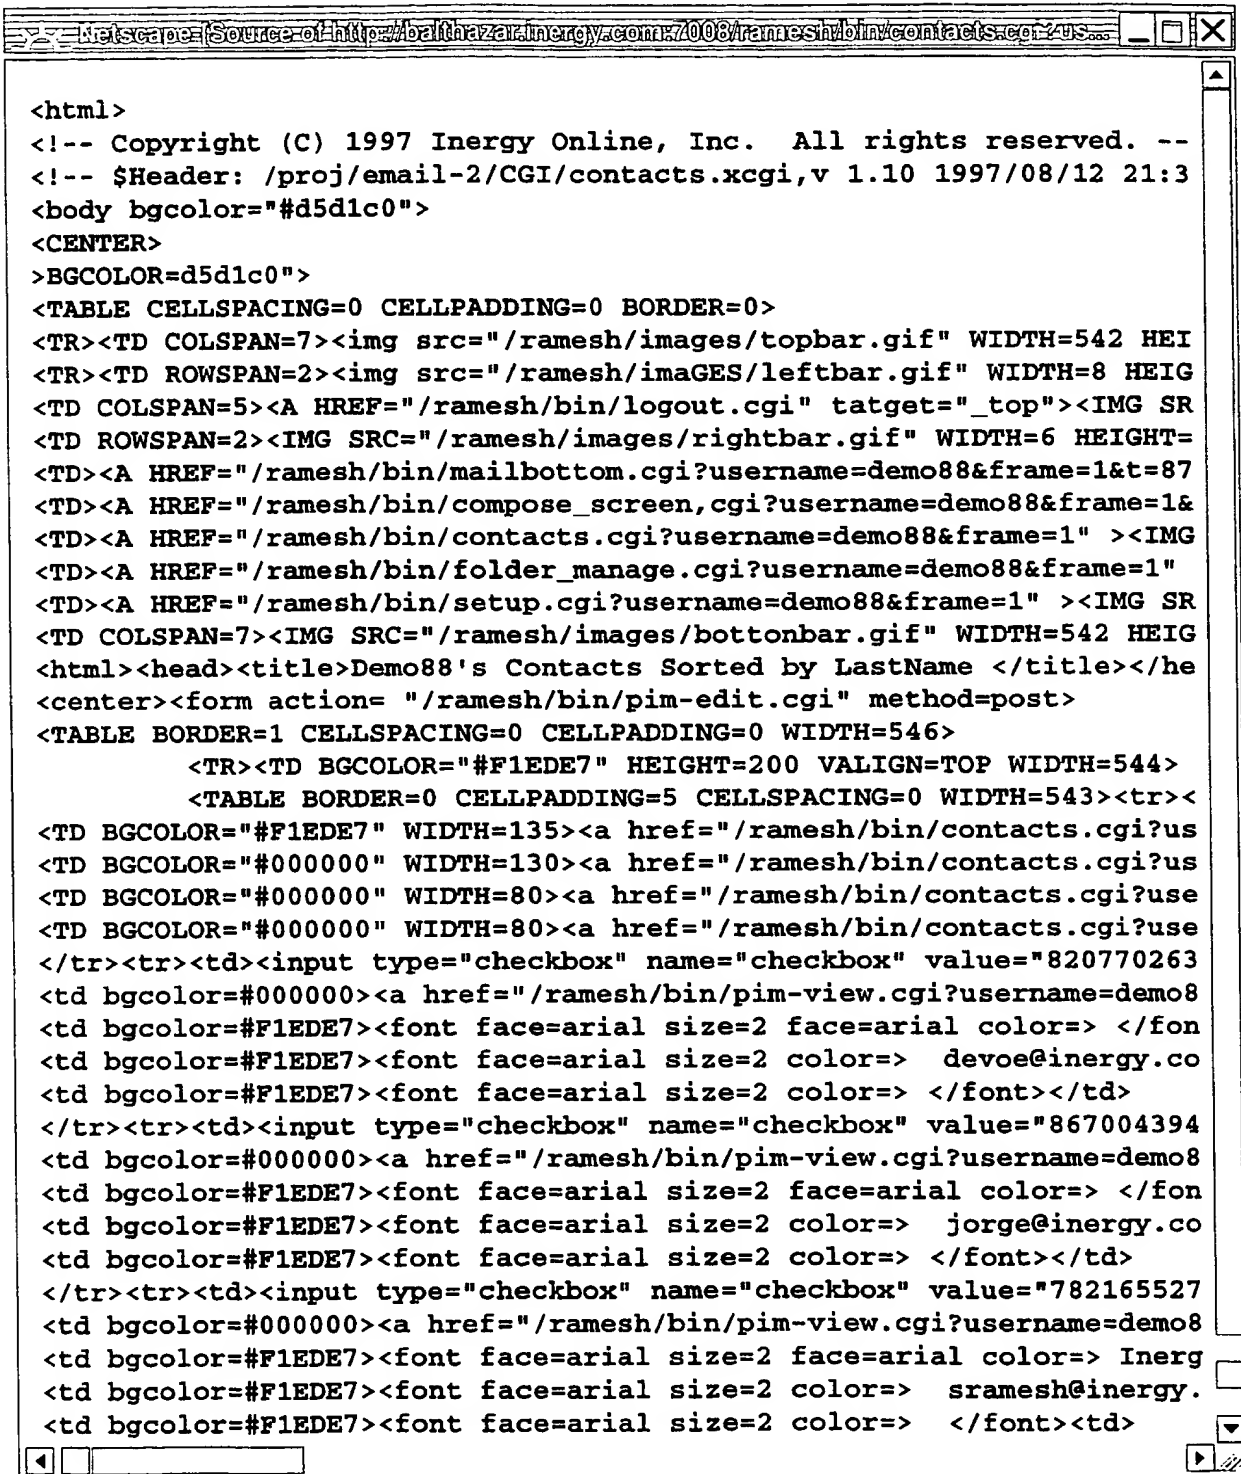 Netscape-[Source of http://balthazar.inergy.com:7008/ramesh/bin/contacts.cgi?us...
<html>
<!-- Copyright (C) 1997 Inergy Online, Inc.  All rights reserved. --
<!-- $Header: /proj/email-2/CGI/contacts.xcgi,v 1.10 1997/08/12 21:3
<body bgcolor="#d5d1c0">
<CENTER>
>BGCOLOR=d5d1c0">
<TABLE CELLSPACING=0 CELLPADDING=0 BORDER=0>
<TR><TD COLSPAN=7><img src="/ramesh/images/topbar.gif" WIDTH=542 HEI
<TR><TD ROWSPAN=2><img src="/ramesh/imaGES/leftbar.gif" WIDTH=8 HEIG
<TD COLSPAN=5><A HREF="/ramesh/bin/logout.cgi" tatget="_top"><IMG SR
<TD ROWSPAN=2><IMG SRC="/ramesh/images/rightbar.gif" WIDTH=6 HEIGHT=
<TD><A HREF="/ramesh/bin/mailbottom.cgi?username=demo88&frame=1&t=87
<TD><A HREF="/ramesh/bin/compose_screen,cgi?username=demo88&frame=1&
<TD><A HREF="/ramesh/bin/contacts.cgi?username=demo88&frame=1" ><IMG
<TD><A HREF="/ramesh/bin/folder_manage.cgi?username=demo88&frame=1"
<TD><A HREF="/ramesh/bin/setup.cgi?username=demo88&frame=1" ><IMG SR
<TD COLSPAN=7><IMG SRC="/ramesh/images/bottonbar.gif" WIDTH=542 HEIG
<html><head><title>Demo88's Contacts Sorted by LastName </title></he
<center><form action= "/ramesh/bin/pim-edit.cgi" method=post>
<TABLE BORDER=1 CELLSPACING=0 CELLPADDING=0 WIDTH=546>
<TR><TD BGCOLOR="#F1EDE7" HEIGHT=200 VALIGN=TOP WIDTH=544>
<TABLE BORDER=0 CELLPADDING=5 CELLSPACING=0 WIDTH=543><tr><
<TD BGCOLOR="#F1EDE7" WIDTH=135><a href="/ramesh/bin/contacts.cgi?us
<TD BGCOLOR="#000000" WIDTH=130><a href="/ramesh/bin/contacts.cgi?us
<TD BGCOLOR="#000000" WIDTH=80><a href="/ramesh/bin/contacts.cgi?use
<TD BGCOLOR="#000000" WIDTH=80><a href="/ramesh/bin/contacts.cgi?use
</tr><tr><td><input type="checkbox" name="checkbox" value="820770263
<td bgcolor=#000000><a href="/ramesh/bin/pim-view.cgi?username=demo8
<td bgcolor=#F1EDE7><font face=arial size=2 face=arial color=> </fon
<td bgcolor=#F1EDE7><font face=arial size=2 color=>  devoe@inergy.co
<td bgcolor=#F1EDE7><font face=arial size=2 color=> </font></td>
</tr><tr><td><input type="checkbox" name="checkbox" value="867004394
<td bgcolor=#000000><a href="/ramesh/bin/pim-view.cgi?username=demo8
<td bgcolor=#F1EDE7><font face=arial size=2 face=arial color=> </fon
<td bgcolor=#F1EDE7><font face=arial size=2 color=>  jorge@inergy.co
<td bgcolor=#F1EDE7><font face=arial size=2 color=> </font></td>
</tr><tr><td><input type="checkbox" name="checkbox" value="782165527
<td bgcolor=#000000><a href="/ramesh/bin/pim-view.cgi?username=demo8
<td bgcolor=#F1EDE7><font face=arial size=2 face=arial color=> Inerg
<td bgcolor=#F1EDE7><font face=arial size=2 color=>  sramesh@inergy.
<td bgcolor=#F1EDE7><font face=arial size=2 color=>  </font><td>